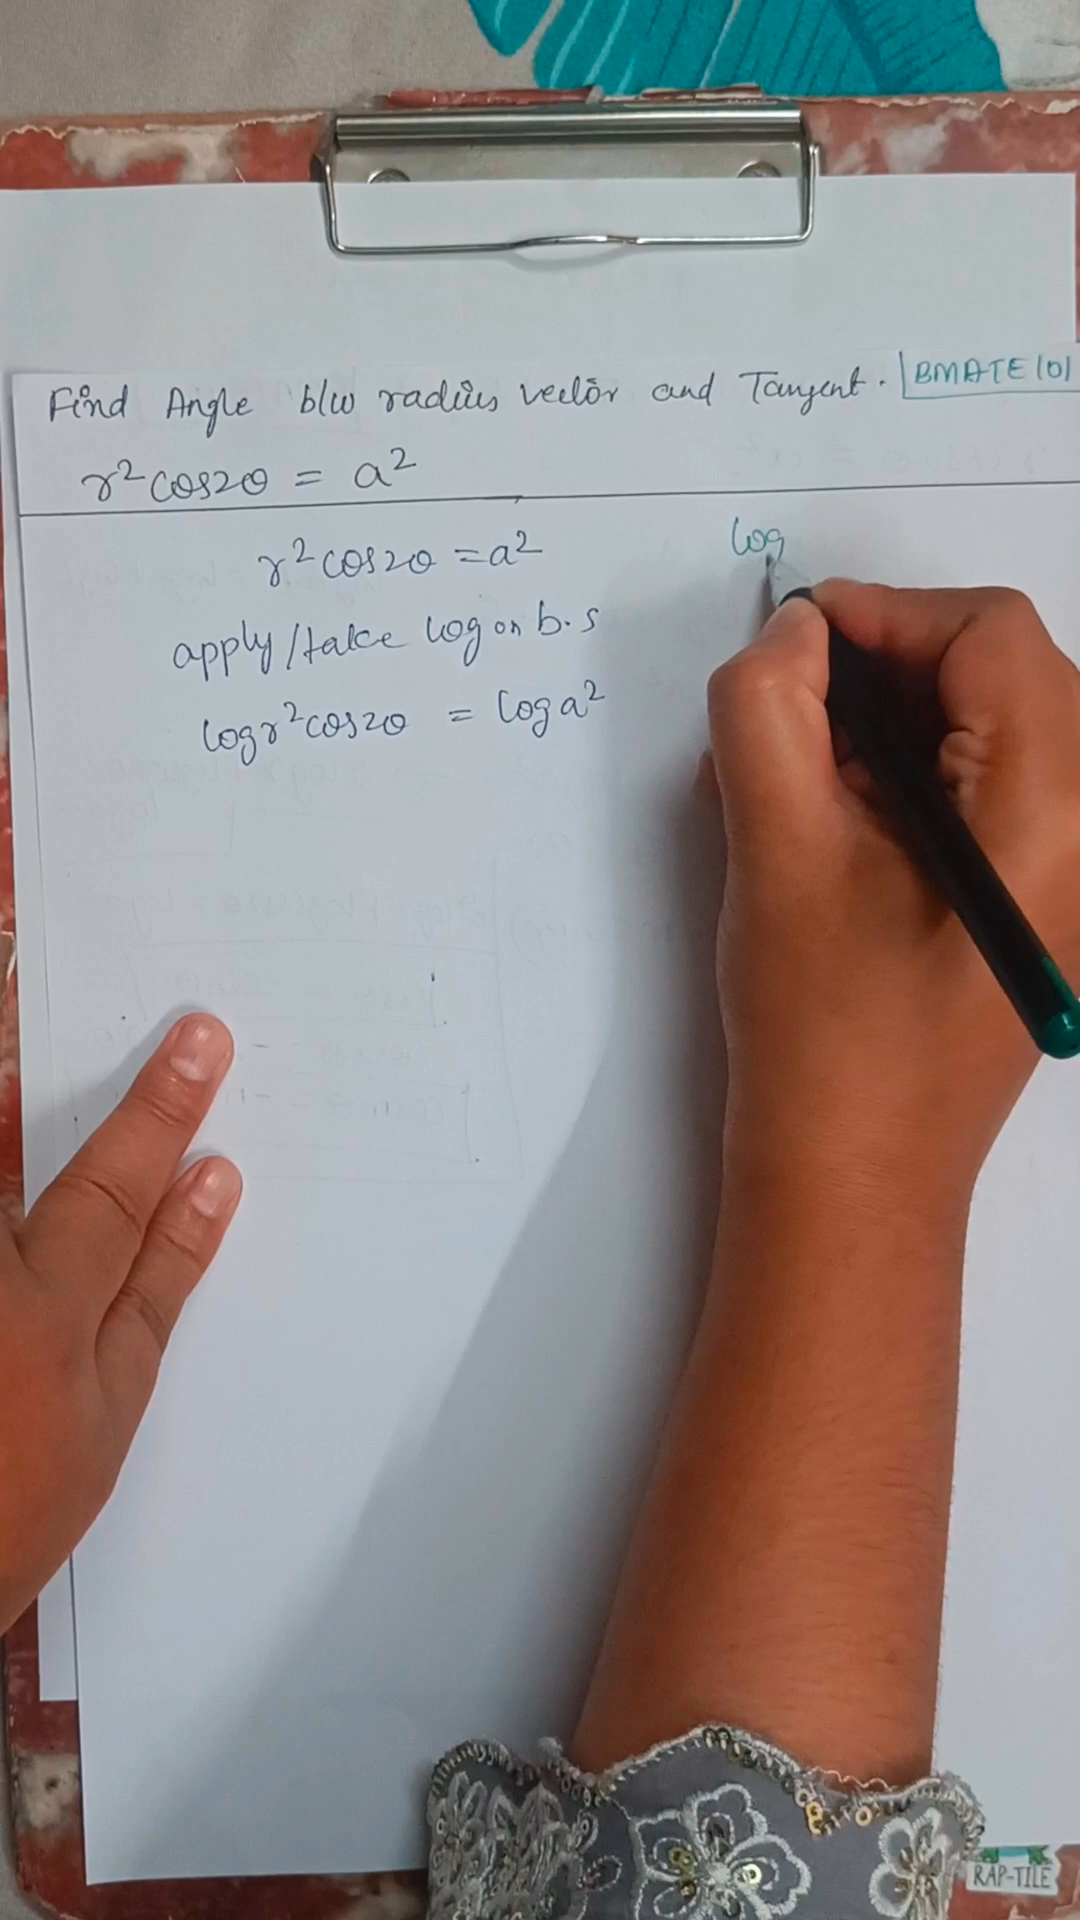 Find Angle b/w radius vector and Tangent. BMATE101
r²cos2θ = a²
r²cos2θ = a²
log
apply/take log on b.s
log r²cos2θ = log a²
RAP-TILE